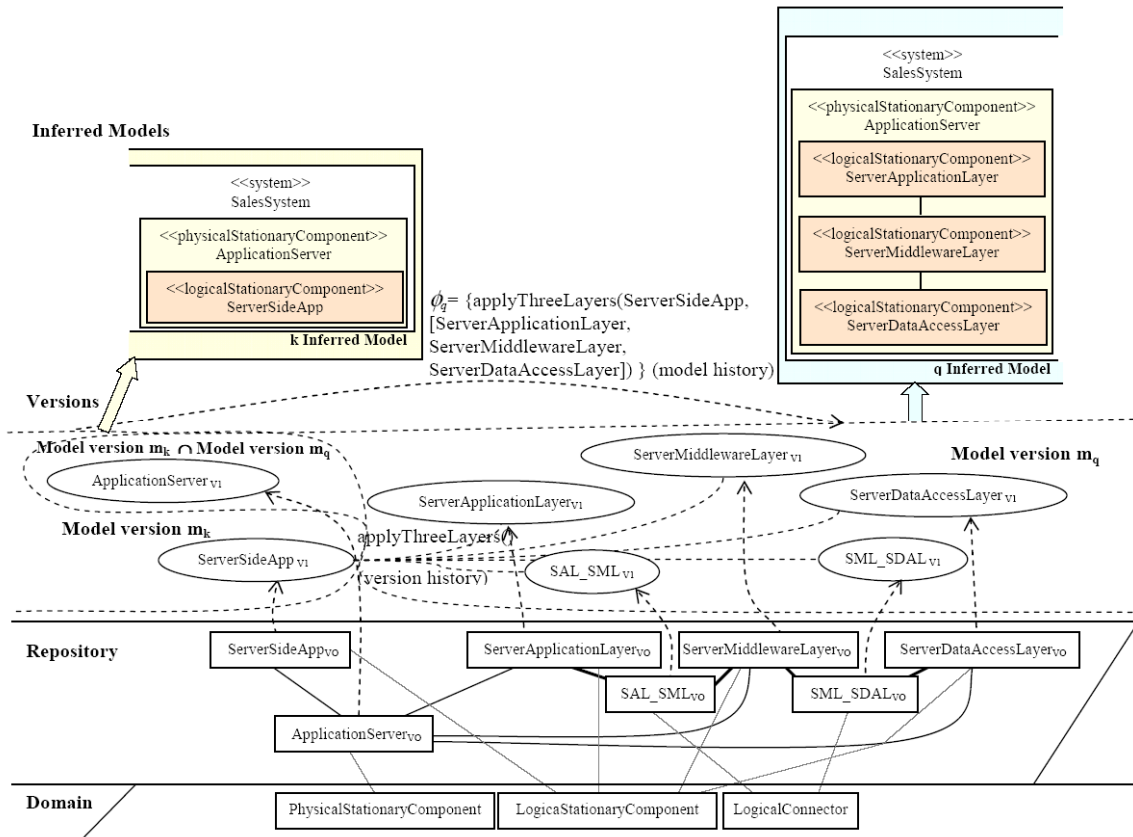 <<system>>
SalesSystem
<<physicalStationaryComponent>>
ApplicationServer
<<logicalStationaryComponent>>
ServerApplicationLayer
<<logicalStationaryComponent>>
ServerMiddlewareLayer
<<logicalStationaryComponent>>
ServerDataAccessLayer
q Inferred Model
Inferred Models
<<system>>
SalesSystem
<<physicalStationaryComponent>>
ApplicationServer
<<logicalStationaryComponent>>
ServerSideApp
k Inferred Model
ϕq= {applyThreeLayers(ServerSideApp,
[ServerApplicationLayer,
ServerMiddlewareLayer,
ServerDataAccessLayer]) } (model history)
Versions
Model version mk ∩ Model version mq
Model version mq
ApplicationServer V1
ServerMiddlewareLayer V1
ServerApplicationLayer V1
ServerDataAccessLayer V1
Model version mk
applyThreeLayers()
ServerSideApp V1
(version history)
SAL_SML V1
SML_SDAL V1
Repository
ServerSideApp VO
ServerApplicationLayer VO
ServerMiddlewareLayer VO
ServerDataAccessLayer VO
SAL_SML VO
SML_SDAL VO
ApplicationServer VO
Domain
PhysicalStationaryComponent
LogicaStationaryComponent
LogicalConnector